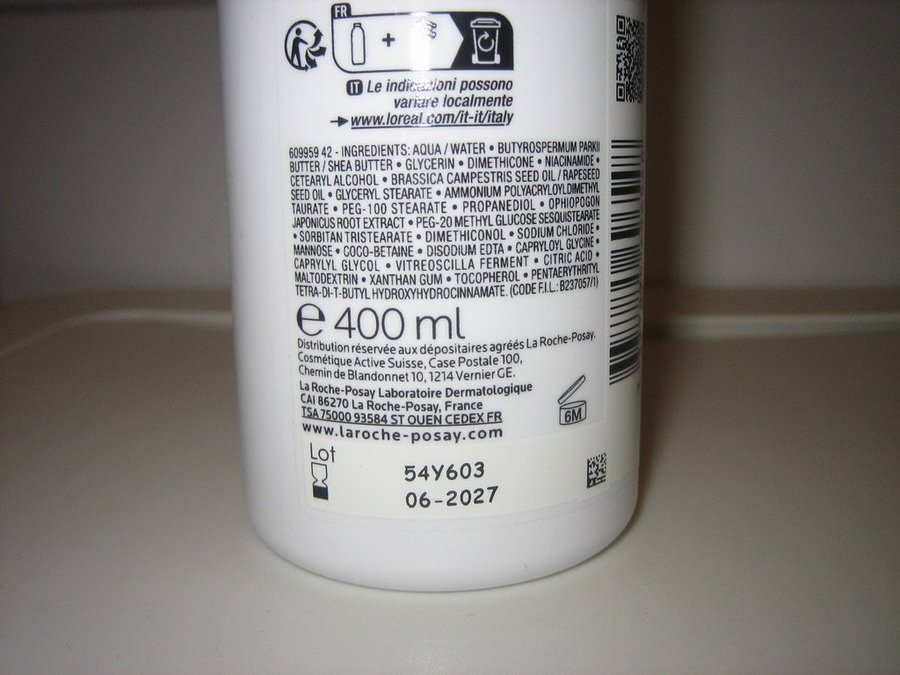 FR
+
IT Le indicazioni possono
variare localmente
www.loreal.com/it-it/italy
609959 42 - INGREDIENTS: AQUA / WATER • BUTYROSPERMUM PARKII
BUTTER / SHEA BUTTER • GLYCERIN • DIMETHICONE • NIACINAMIDE •
CETEARYL ALCOHOL • BRASSICA CAMPESTRIS SEED OIL / RAPESEED
SEED OIL • GLYCERYL STEARATE • AMMONIUM POLYACRYLOYLDIMETHYL
TAURATE • PEG-100 STEARATE • PROPANEDIOL • OPHIOPOGON
JAPONICUS ROOT EXTRACT • PEG-20 METHYL GLUCOSE SESQUISTEARATE
• SORBITAN TRISTEARATE • DIMETHICONOL • SODIUM CHLORIDE •
MANNOSE • COCO-BETAINE • DISODIUM EDTA • CAPRYLOYL GLYCINE •
CAPRYLYL GLYCOL • VITREOSCILLA FERMENT • CITRIC ACID •
MALTODEXTRIN • XANTHAN GUM • TOCOPHEROL • PENTAERYTHRITYL
TETRA-DI-T-BUTYL HYDROXYHYDROCINNAMATE. (CODE F.I.L.: B237057/1)
e 400 ml
Distribution réservée aux dépositaires agréés La Roche-Posay.
Cosmétique Active Suisse, Case Postale 100,
Chemin de Blandonnet 10, 1214 Vernier GE.
La Roche-Posay Laboratoire Dermatologique
CAI 86270 La Roche-Posay, France
TSA 75000 93584 ST OUEN CEDEX FR
www.laroche-posay.com
6M
Lot
54Y603
06-2027